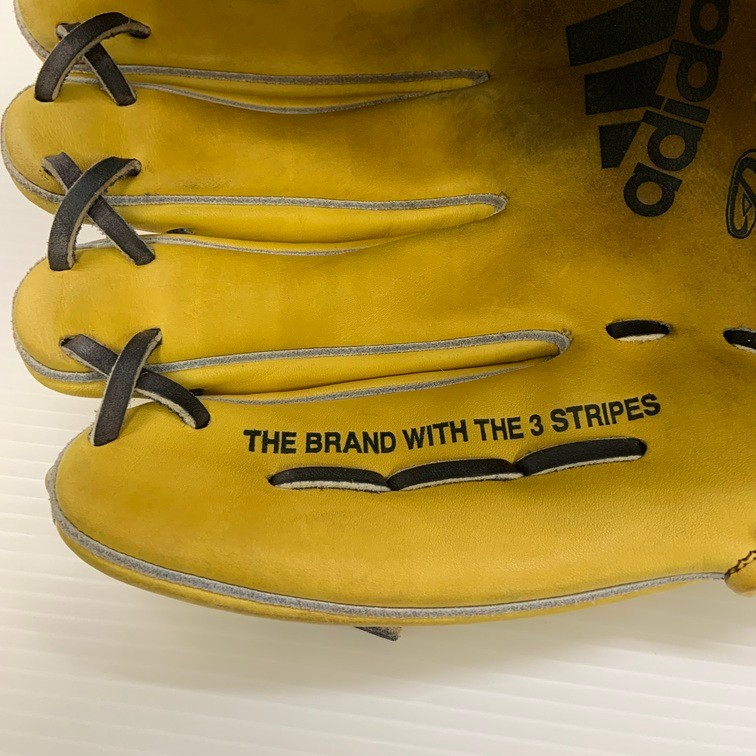 adidas
THE BRAND WITH THE 3 STRIPES